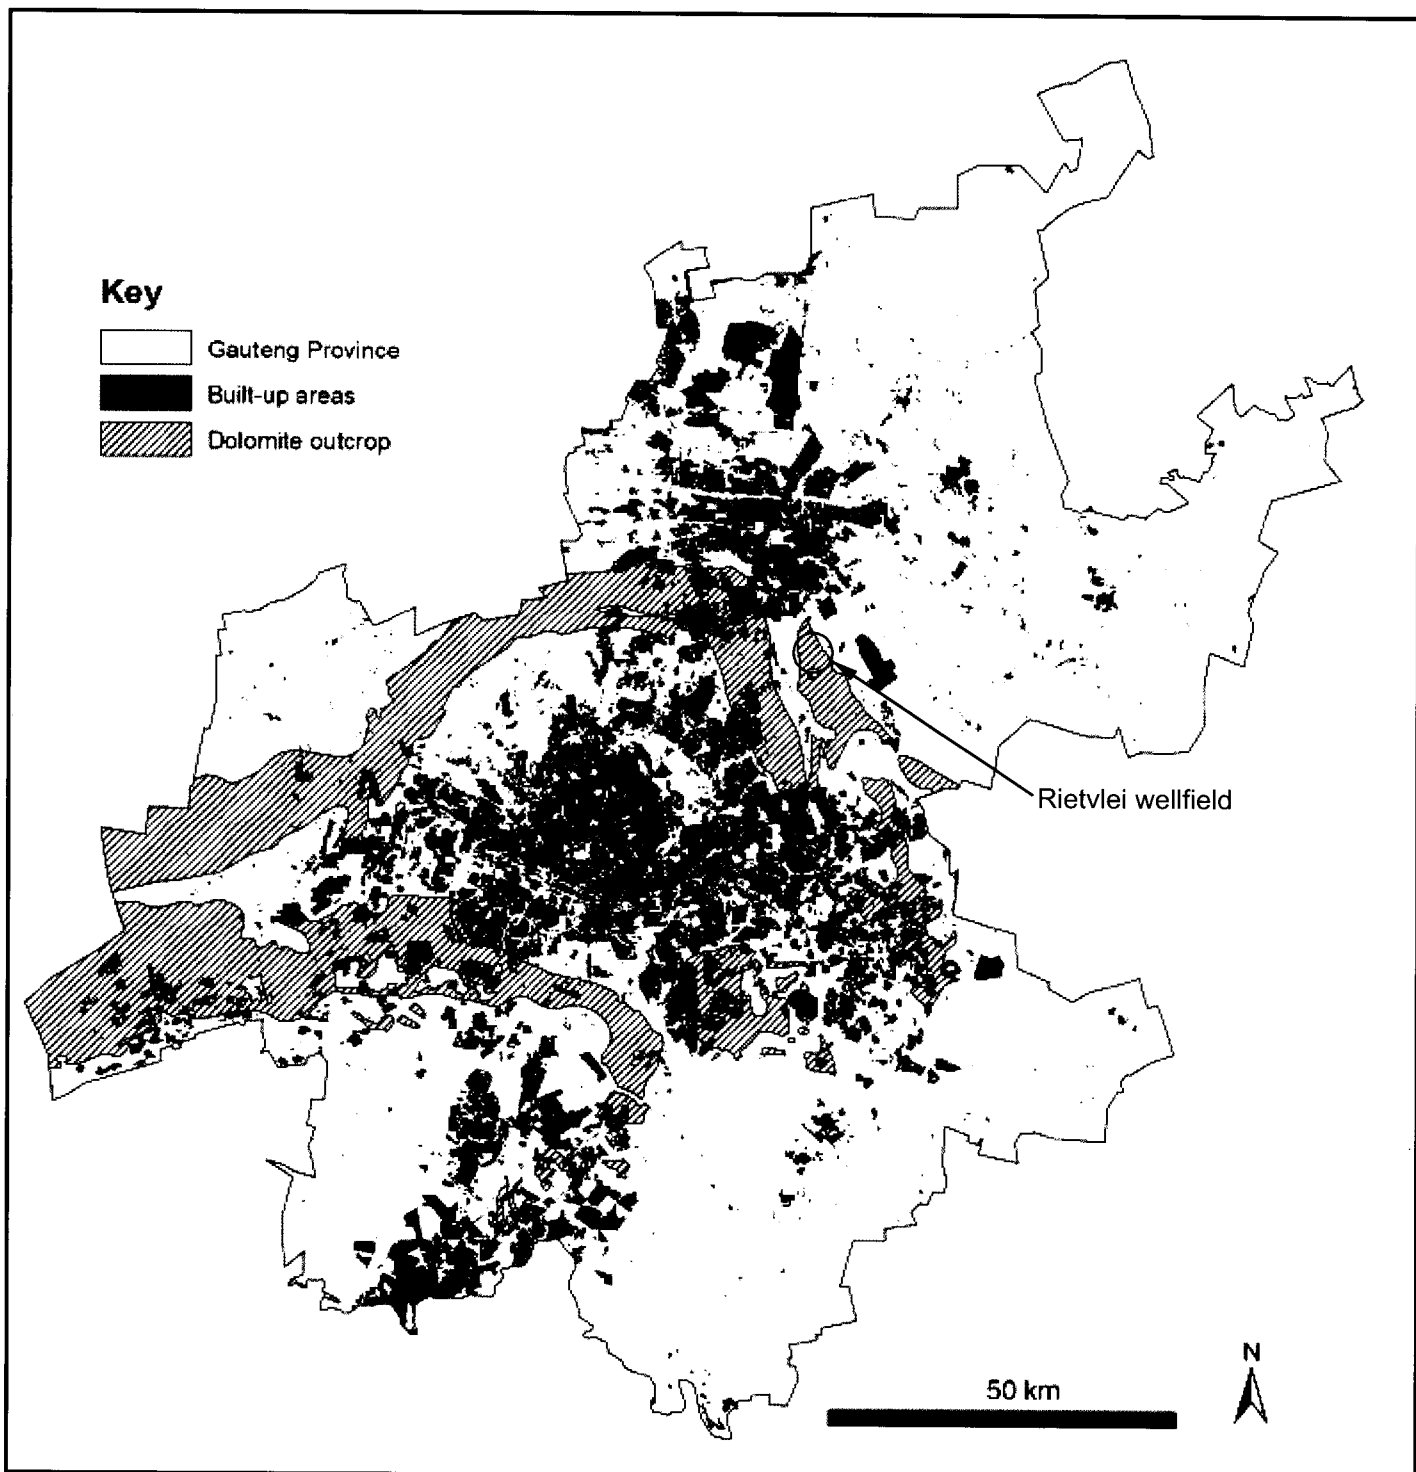 Key
Gauteng Province
Built-up areas
Dolomite outcrop
Rietvlei wellfield
N
50 km